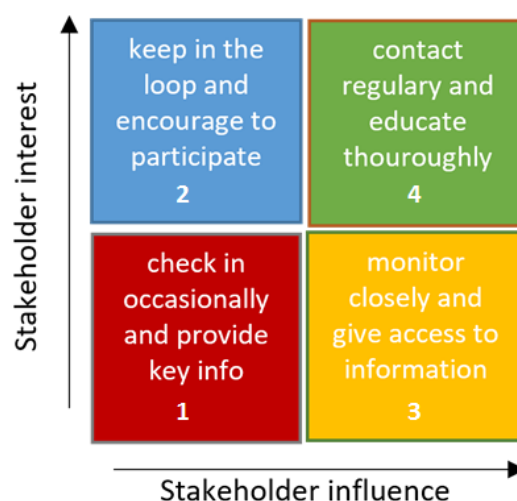 Stakeholder interest
keep in the
loop and
encourage to
participate
2
contact
regulary and
educate
thouroughly
4
check in
occasionally
and provide
key info
1
monitor
closely and
give access to
information
3
Stakeholder influence